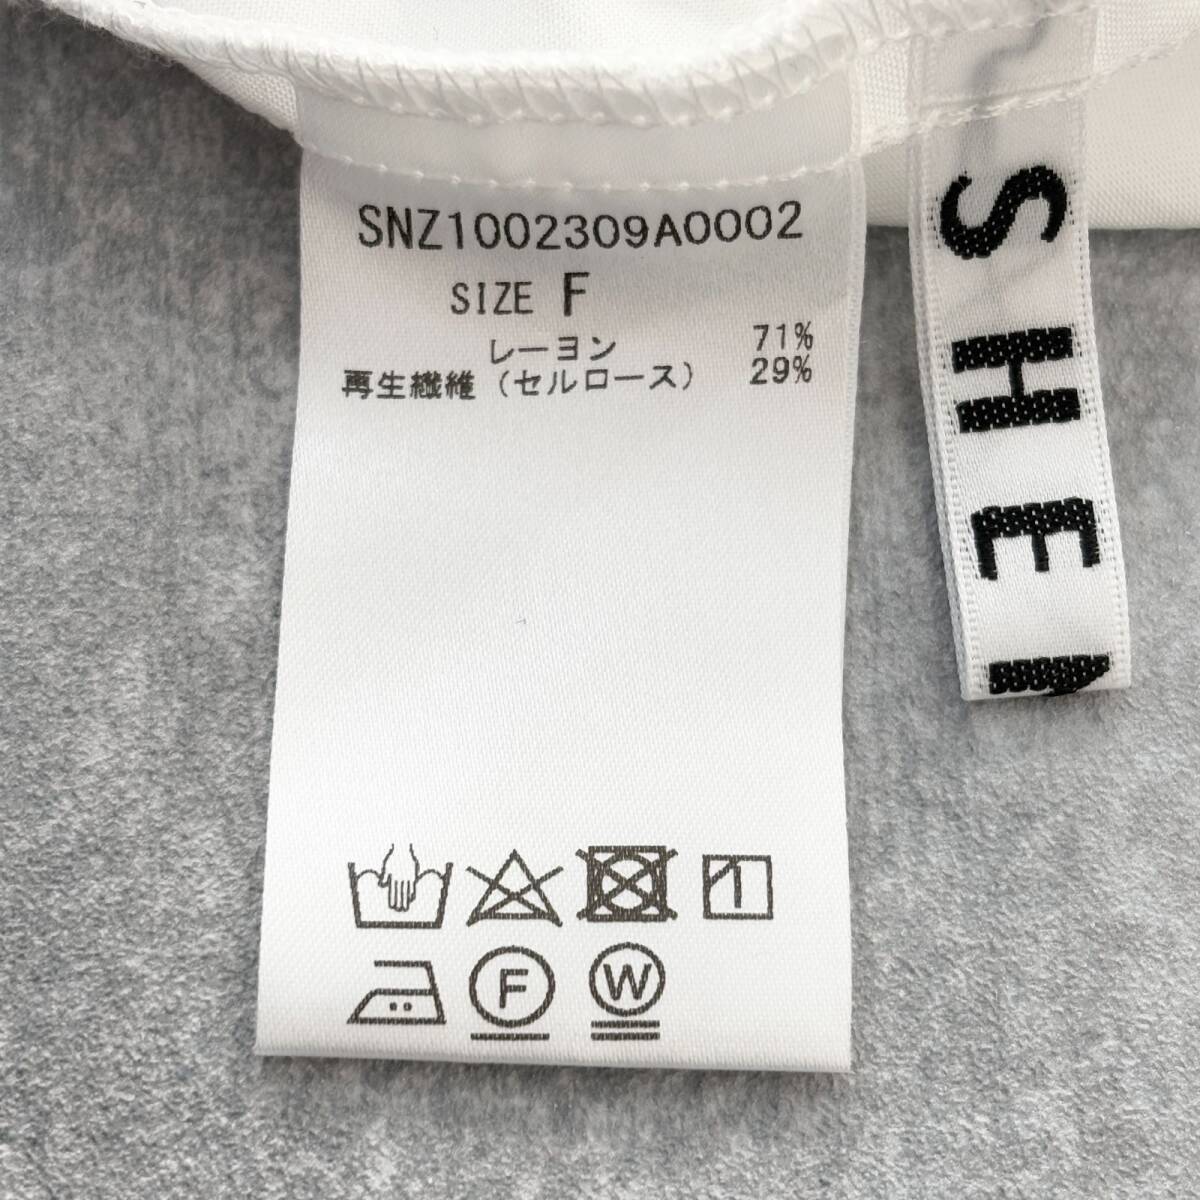 SNZ1002309A0002
SIZE F
レーヨン 71%
再生繊維（セルロース） 29%
F W
SHE